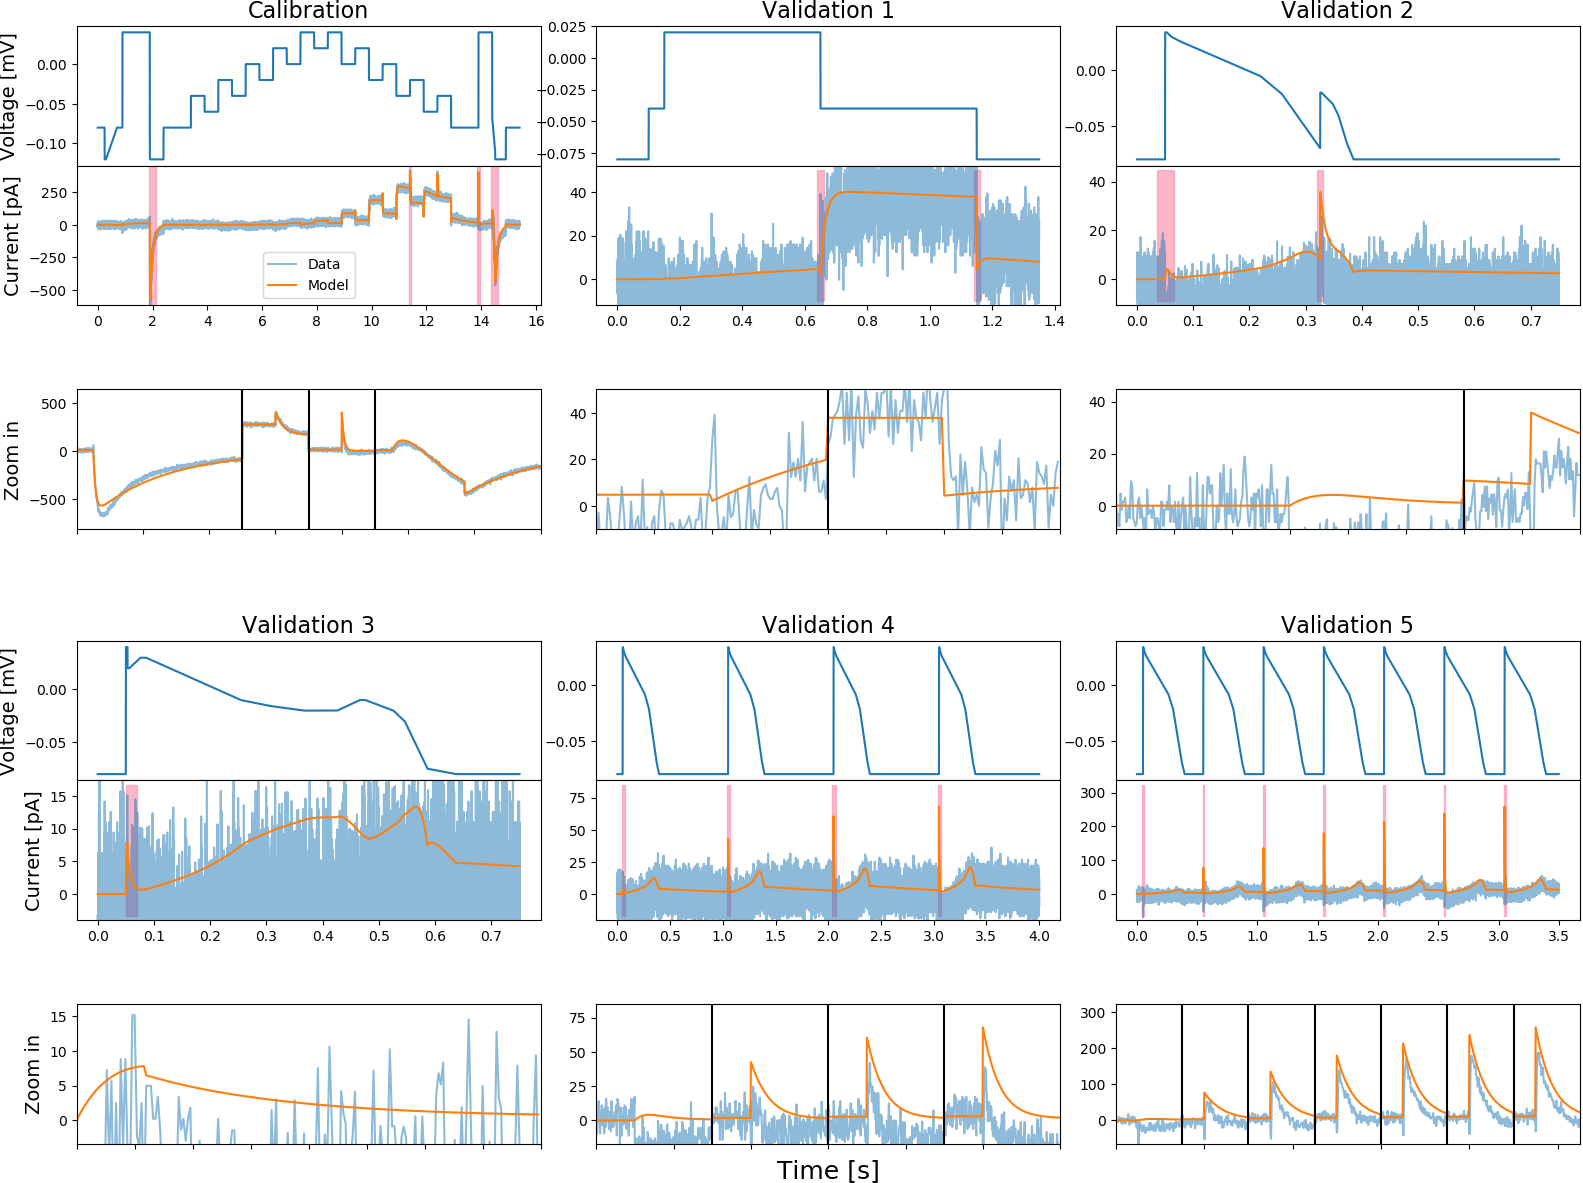 Calibration
Validation 1
Validation 2
Voltage [mV]
0.00
−0.05
−0.10
0.025
0.000
−0.025
−0.050
−0.075
0.00
−0.05
Current [pA]
250
0
−250
−500
Data
Model
40
20
0
40
20
0
0 2 4 6 8 10 12 14 16
0.0 0.2 0.4 0.6 0.8 1.0 1.2 1.4
0.0 0.1 0.2 0.3 0.4 0.5 0.6 0.7
Zoom in
500
0
−500
40
20
0
40
20
0
Validation 3
Validation 4
Validation 5
Voltage [mV]
0.00
−0.05
0.00
−0.05
0.00
−0.05
Current [pA]
15
10
5
0
75
50
25
0
300
200
100
0
0.0 0.1 0.2 0.3 0.4 0.5 0.6 0.7
0.0 0.5 1.0 1.5 2.0 2.5 3.0 3.5 4.0
0.0 0.5 1.0 1.5 2.0 2.5 3.0 3.5
Zoom in
15
10
5
0
75
50
25
0
300
200
100
0
Time [s]